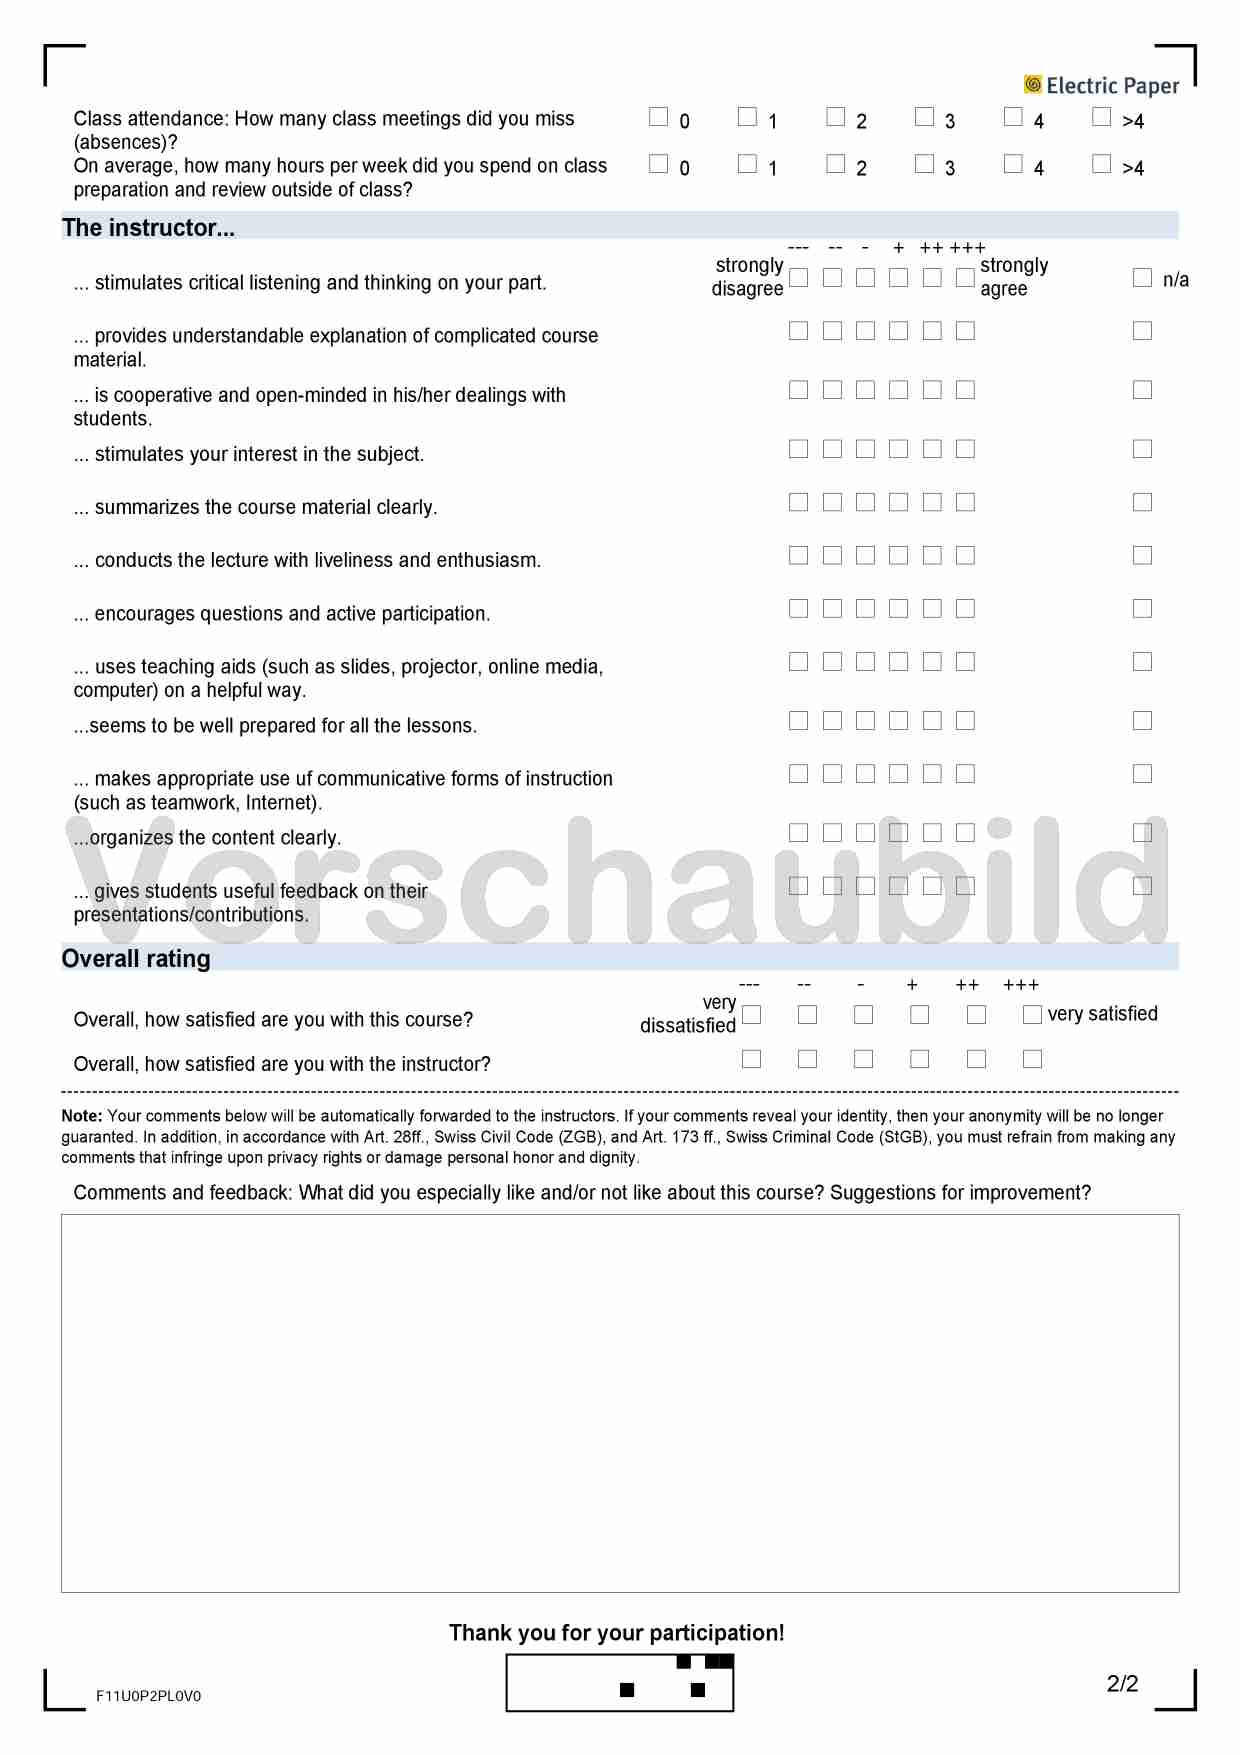 Electric Paper
Class attendance: How many class meetings did you miss
(absences)?
0 1 2 3 4 >4
On average, how many hours per week did you spend on class
preparation and review outside of class?
0 1 2 3 4 >4
The instructor...
--- -- - + ++ +++
strongly
disagree
strongly
agree
n/a
... stimulates critical listening and thinking on your part.
... provides understandable explanation of complicated course
material.
... is cooperative and open-minded in his/her dealings with
students.
... stimulates your interest in the subject.
... summarizes the course material clearly.
... conducts the lecture with liveliness and enthusiasm.
... encourages questions and active participation.
... uses teaching aids (such as slides, projector, online media,
computer) on a helpful way.
...seems to be well prepared for all the lessons.
... makes appropriate use uf communicative forms of instruction
(such as teamwork, Internet).
...organizes the content clearly.
... gives students useful feedback on their
presentations/contributions.
Vorschaubild
Overall rating
--- -- - + ++ +++
very
dissatisfied
very satisfied
Overall, how satisfied are you with this course?
Overall, how satisfied are you with the instructor?
Note: Your comments below will be automatically forwarded to the instructors. If your comments reveal your identity, then your anonymity will be no longer
guaranted. In addition, in accordance with Art. 28ff., Swiss Civil Code (ZGB), and Art. 173 ff., Swiss Criminal Code (StGB), you must refrain from making any
comments that infringe upon privacy rights or damage personal honor and dignity.
Comments and feedback: What did you especially like and/or not like about this course? Suggestions for improvement?
Thank you for your participation!
F11U0P2PL0V0
2/2